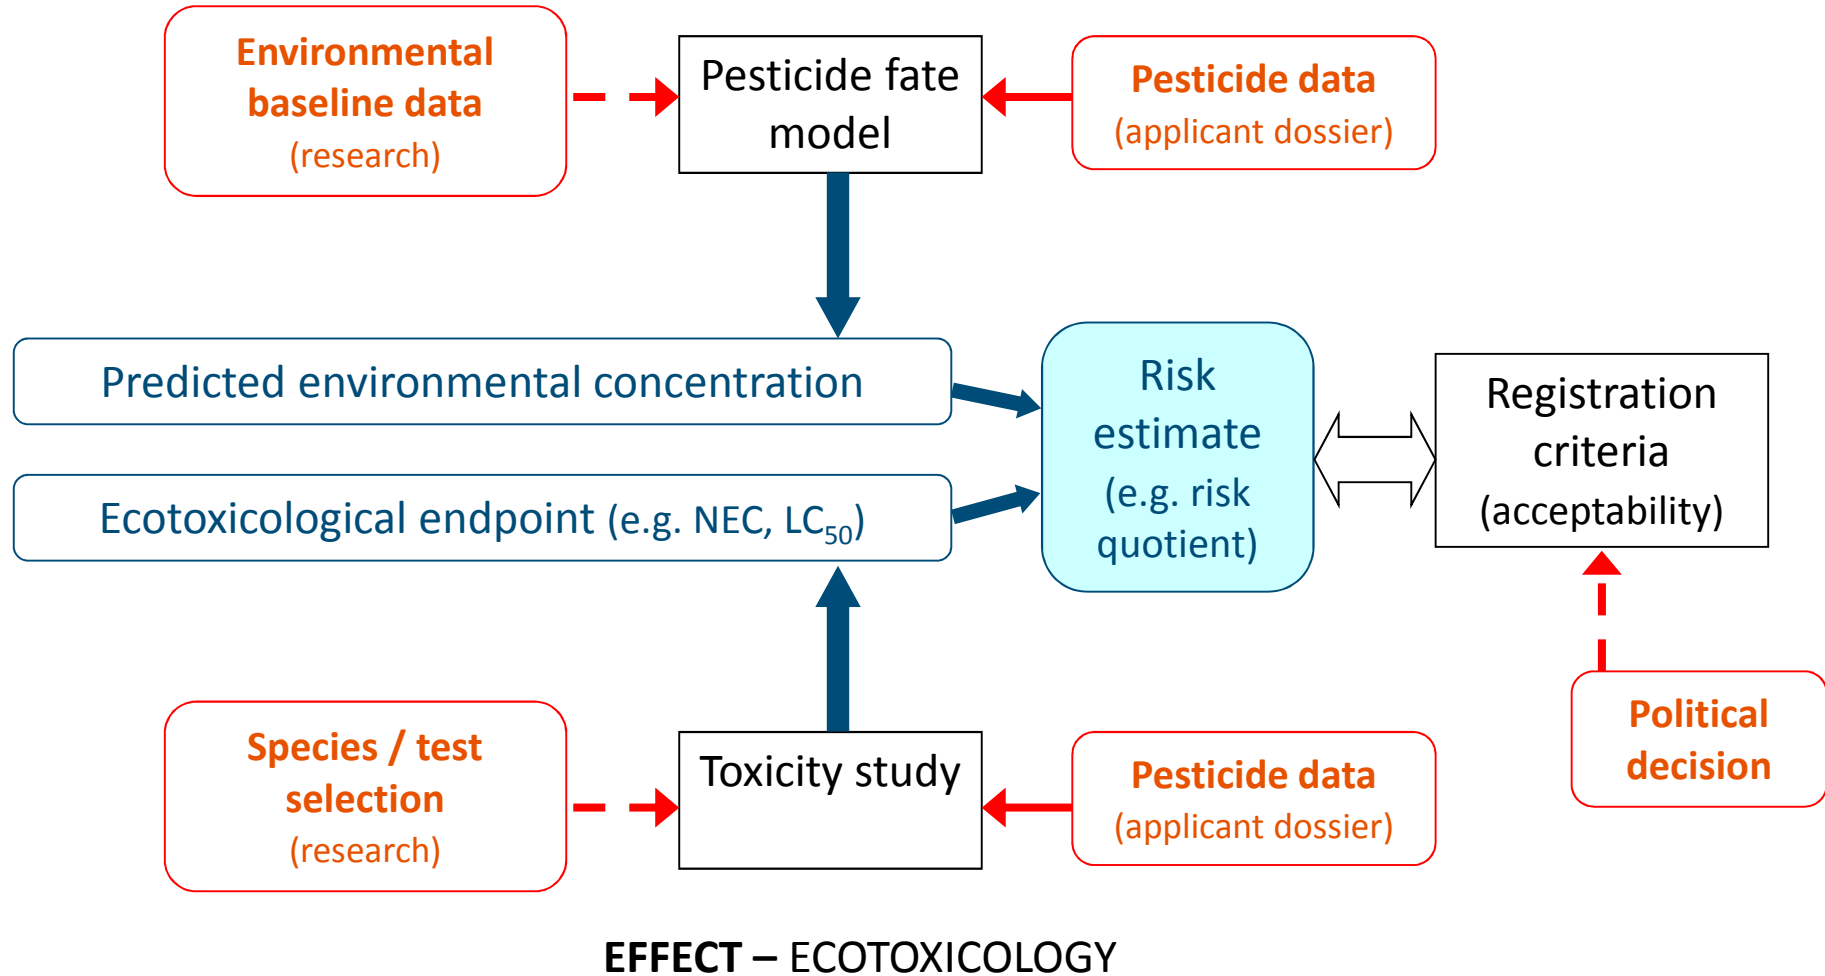 Environmental
baseline data
(research)
Pesticide fate
model
Pesticide data
(applicant dossier)
Predicted environmental concentration
Ecotoxicological endpoint (e.g. NEC, LC50)
Risk
estimate
(e.g. risk
quotient)
Registration
criteria
(acceptability)
Species / test
selection
(research)
Toxicity study
Pesticide data
(applicant dossier)
Political
decision
EFFECT – ECOTOXICOLOGY